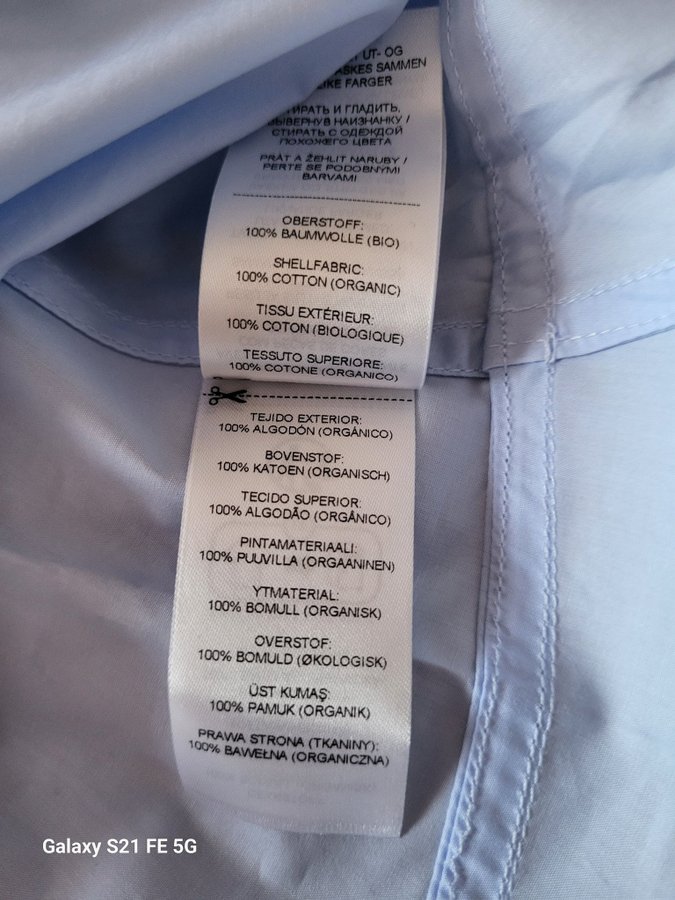 UT- OG
ASKES SAMMEN
LIKE FARGER
СТИРАТЬ И ГЛАДИТЬ,
ВЫВЕРНУВ НАИЗНАНКУ /
СТИРАТЬ С ОДЕЖДОЙ
ПОХОЖЕГО ЦВЕТА
PRÁT A ŽEHLIT NARUBY /
PERTE SE PODOBNÝMI
BARVAMI
OBERSTOFF:
100% BAUMWOLLE (BIO)
SHELLFABRIC:
100% COTTON (ORGANIC)
TISSU EXTÉRIEUR:
100% COTON (BIOLOGIQUE)
TESSUTO SUPERIORE:
100% COTONE (ORGANICO)
TEJIDO EXTERIOR:
100% ALGODÓN (ORGÁNICO)
BOVENSTOF:
100% KATOEN (ORGANISCH)
TECIDO SUPERIOR:
100% ALGODÃO (ORGÂNICO)
PINTAMATERIAALI:
100% PUUVILLA (ORGAANINEN)
YTMATERIAL:
100% BOMULL (ORGANISK)
OVERSTOF:
100% BOMULD (ØKOLOGISK)
ÜST KUMAŞ:
100% PAMUK (ORGANIK)
PRAWA STRONA (TKANINY):
100% BAWEŁNA (ORGANICZNA)
Galaxy S21 FE 5G